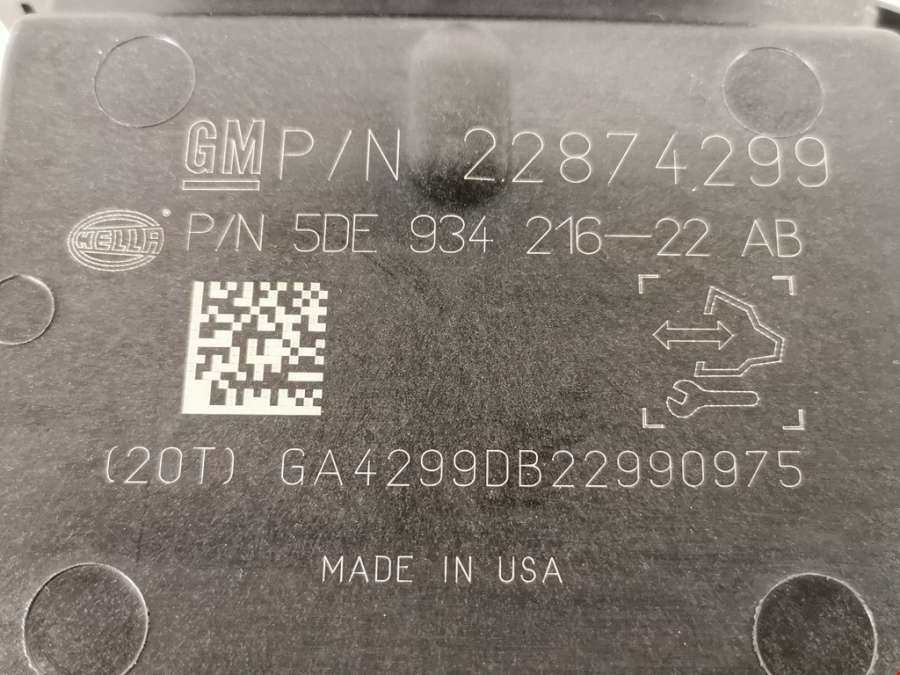 GM P/N 22874299
HELLA P/N 5DE 934 216-22 AB
(20T) GA4299DB22990975
MADE IN USA